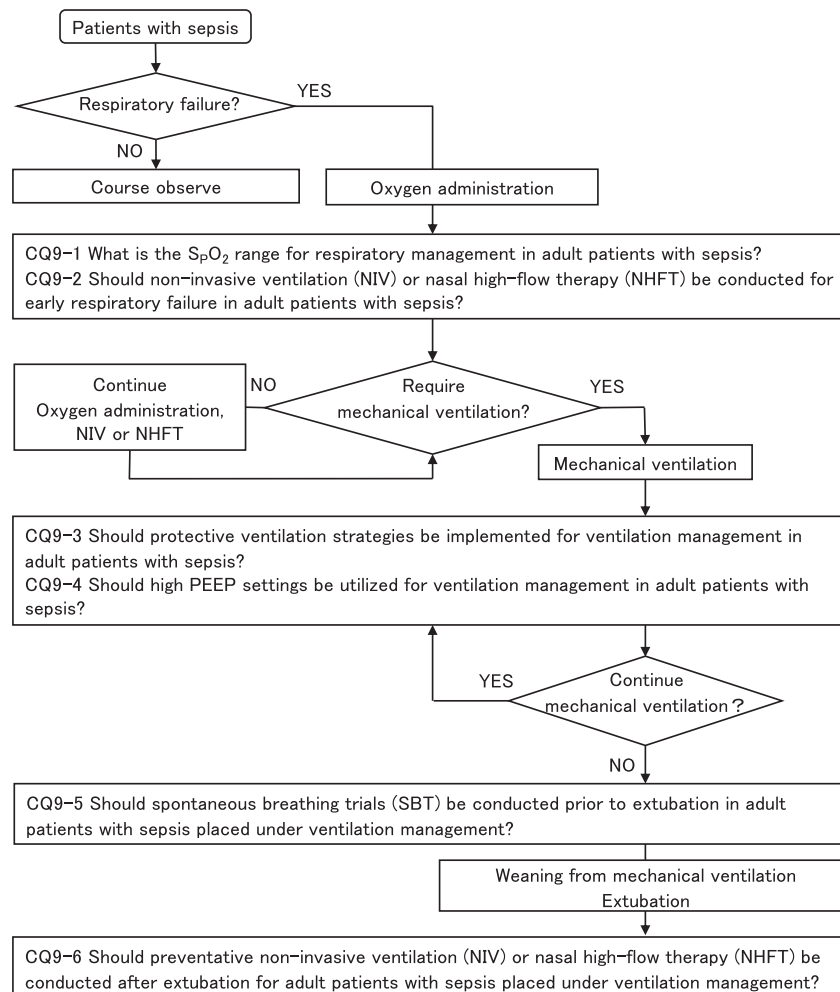 Patients with sepsis
Respiratory failure?
YES
NO
Course observe
Oxygen administration
CQ9-1 What is the SPO2 range for respiratory management in adult patients with sepsis?
CQ9-2 Should non-invasive ventilation (NIV) or nasal high-flow therapy (NHFT) be conducted for
early respiratory failure in adult patients with sepsis?
Continue
Oxygen administration,
NIV or NHFT
NO
Require
mechanical ventilation?
YES
Mechanical ventilation
CQ9-3 Should protective ventilation strategies be implemented for ventilation management in
adult patients with sepsis?
CQ9-4 Should high PEEP settings be utilized for ventilation management in adult patients with
sepsis?
YES
Continue
mechanical ventilation?
NO
CQ9-5 Should spontaneous breathing trials (SBT) be conducted prior to extubation in adult
patients with sepsis placed under ventilation management?
Weaning from mechanical ventilation
Extubation
CQ9-6 Should preventative non-invasive ventilation (NIV) or nasal high-flow therapy (NHFT) be
conducted after extubation for adult patients with sepsis placed under ventilation management?